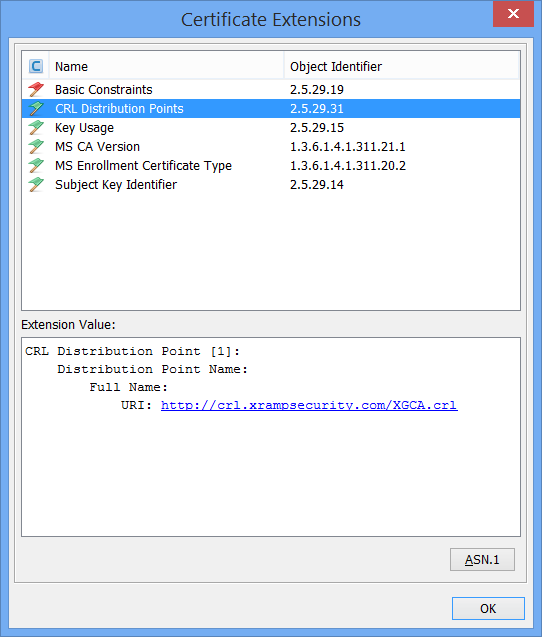 Certificate Extensions
C Name Object Identifier
Basic Constraints 2.5.29.19
CRL Distribution Points 2.5.29.31
Key Usage 2.5.29.15
MS CA Version 1.3.6.1.4.1.311.21.1
MS Enrollment Certificate Type 1.3.6.1.4.1.311.20.2
Subject Key Identifier 2.5.29.14
Extension Value:
CRL Distribution Point [1]:
Distribution Point Name:
Full Name:
URI: http://crl.xrampsecurity.com/XGCA.crl
ASN.1
OK